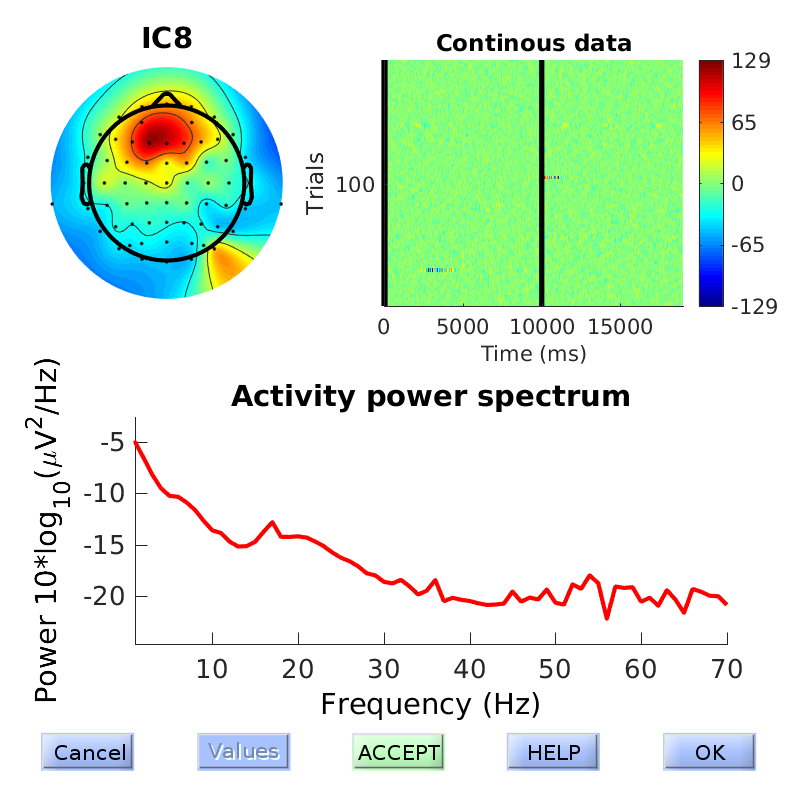 IC8
Continous data
Trials
100
0
5000
10000
15000
Time (ms)
129
65
0
-65
-129
Activity power spectrum
Power 10*log10(μV2/Hz)
-5
-10
-15
-20
10
20
30
40
50
60
70
Frequency (Hz)
Cancel
Values
ACCEPT
HELP
OK